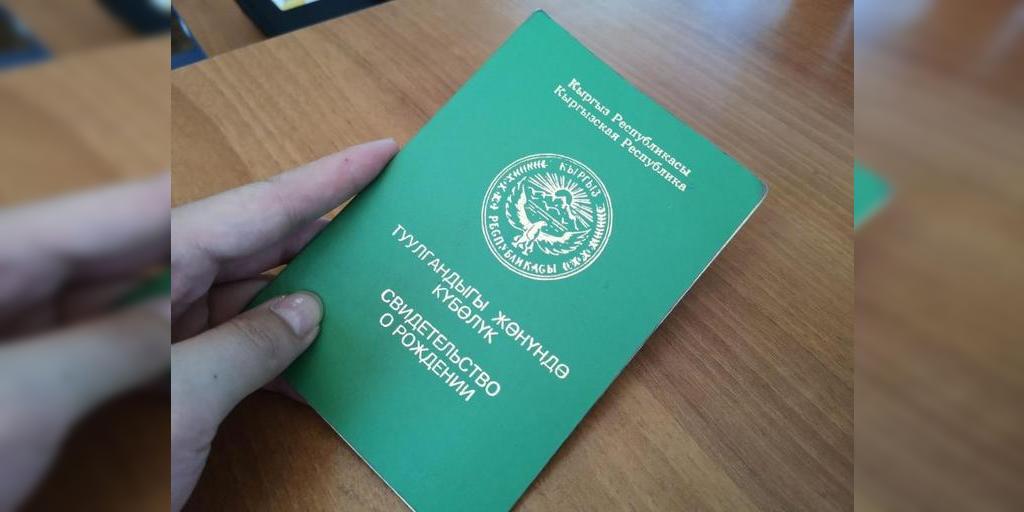 Кыргыз Республикасы
Кыргызская Республика
КЫРГЫЗ
РЕСПУБЛИКАСЫ
ТУУЛГАНДЫГЫ ЖӨНҮНДӨ
КҮБӨЛҮК
СВИДЕТЕЛЬСТВО
О РОЖДЕНИИ